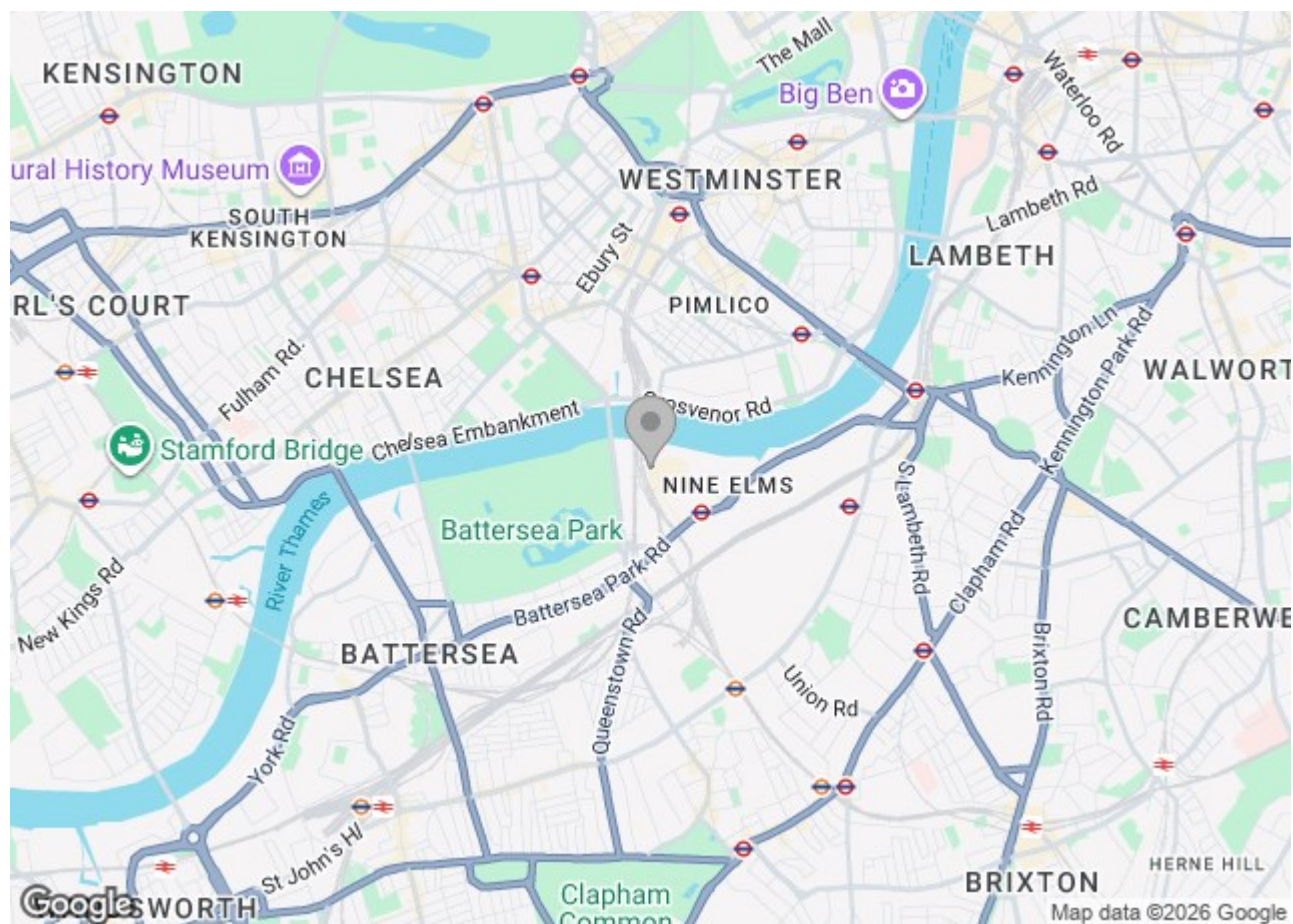 KENSINGTON
The Mall
Big Ben
Waterloo Rd
ural History Museum
WESTMINSTER
SOUTH
KENSINGTON
Ebury St
Lambeth Rd
LAMBETH
RL'S COURT
PIMLICO
Kennington Ln
Kennington Park Rd
WALWORT
Fulham Rd.
CHELSEA
Grosvenor Rd
Chelsea Embankment
Stamford Bridge
NINE ELMS
S Lambeth Rd
River Thames
Battersea Park
Clapham Rd
New Kings Rd
Battersea Park Rd
CAMBERWE
BATTERSEA
Queenstown Rd
Union Rd
Brixton Rd
York Rd
St John's Hl
HERNE HILL
BRIXTON
Clapham
Common
Google
SWORTH
Map data ©2026 Google